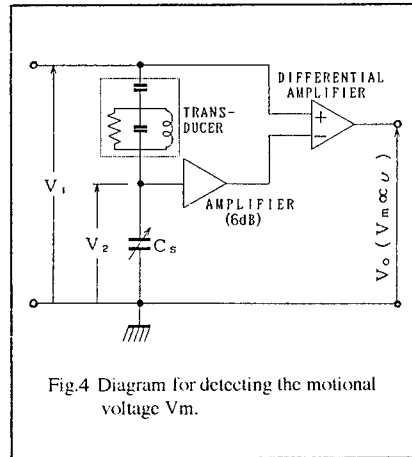 DIFFERENTIAL
AMPLIFIER
TRANS-
DUCER
+
−
AMPLIFIER
(6dB)
V₁
V₂
Cs
Vo (Vm∝υ)
Fig.4 Diagram for detecting the motional
voltage Vm.